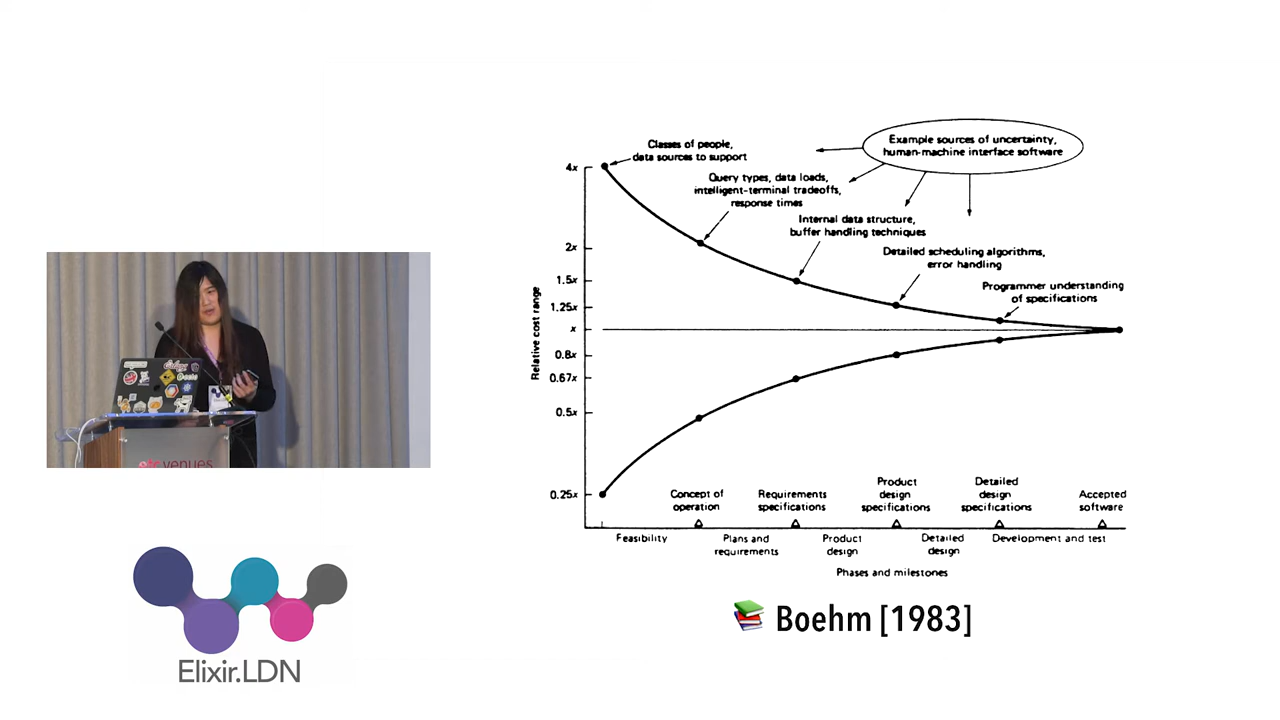 Example sources of uncertainty,
human-machine interface software
Classes of people,
data sources to support
Query types, data loads,
intelligent-terminal tradeoffs,
response times
Internal data structure,
buffer handling techniques
Detailed scheduling algorithms,
error handling
Programmer understanding
of specifications
Relative cost range
4x
2x
1.5x
1.25x
x
0.8x
0.67x
0.5x
0.25x
Concept of
operation
Requirements
specifications
Product
design
specifications
Detailed
design
specifications
Accepted
software
Feasibility
Plans and
requirements
Product
design
Detailed
design
Development and test
Phases and milestones
Boehm [1983]
venues
Elixir.LDN